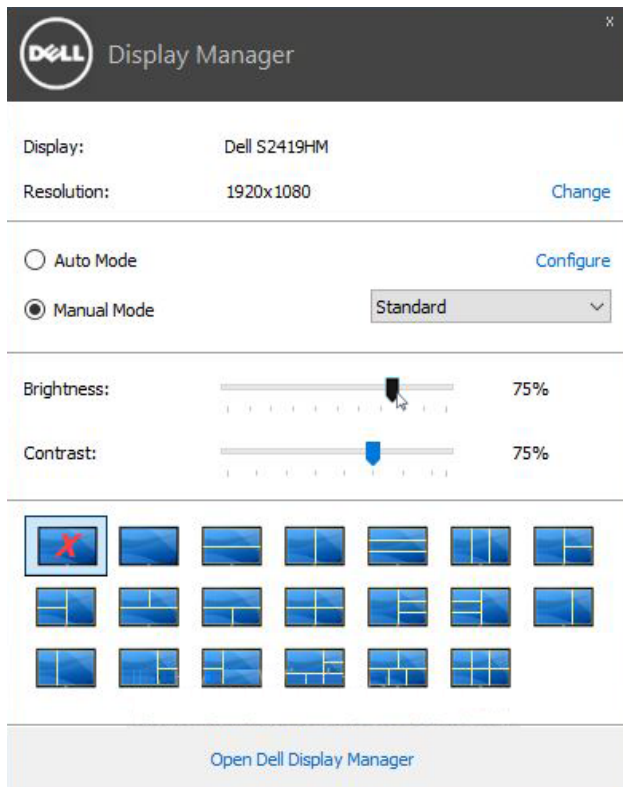 x
DELL Display Manager
Display: Dell S2419HM
Resolution: 1920x1080 Change
Auto Mode Configure
Manual Mode Standard
Brightness: 75%
Contrast: 75%
X
Open Dell Display Manager